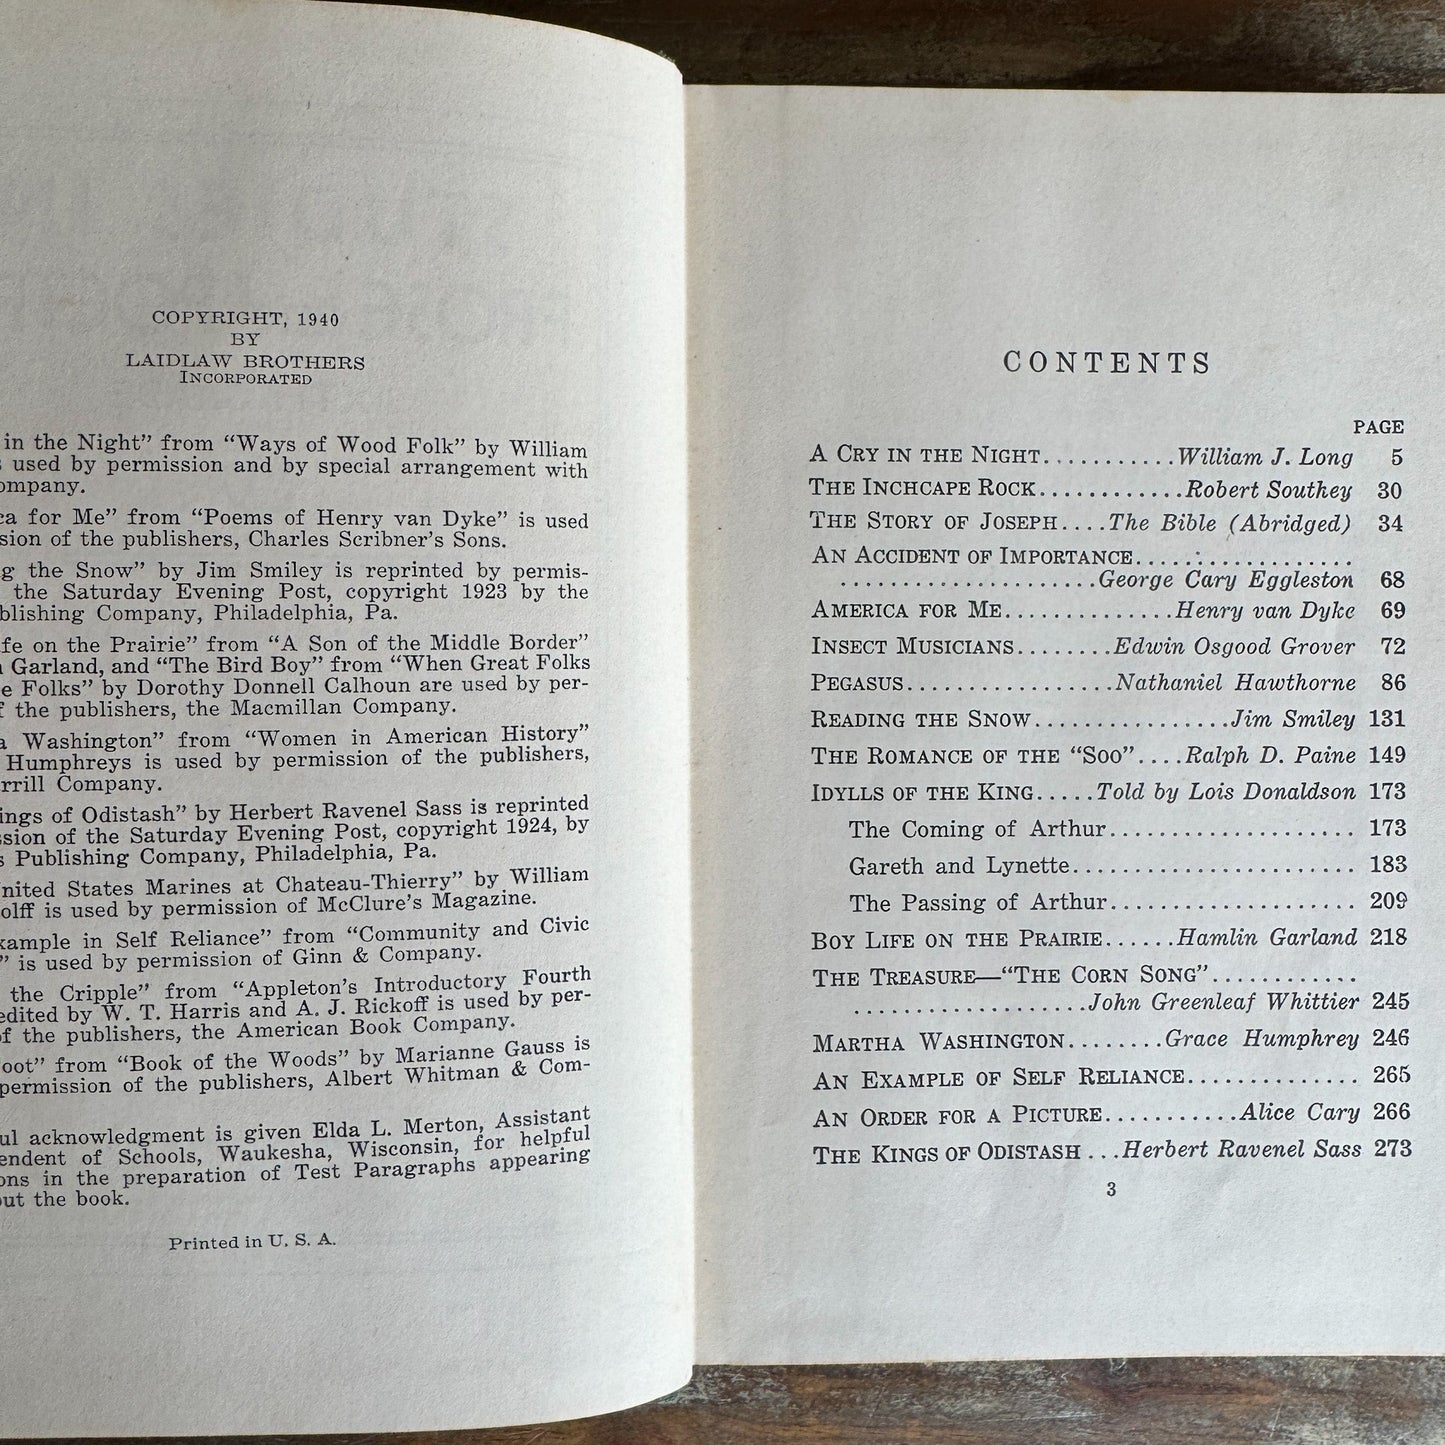 COPYRIGHT, 1940
BY
LAIDLAW BROTHERS
INCORPORATED
in the Night” from “Ways of Wood Folk” by William
used by permission and by special arrangement with
ompany.
ca for Me” from “Poems of Henry van Dyke” is used
sion of the publishers, Charles Scribner’s Sons.
ng the Snow” by Jim Smiley is reprinted by permis-
the Saturday Evening Post, copyright 1923 by the
blishing Company, Philadelphia, Pa.
ife on the Prairie” from “A Son of the Middle Border”
Garland, and “The Bird Boy” from “When Great Folks
e Folks” by Dorothy Donnell Calhoun are used by per-
f the publishers, the Macmillan Company.
a Washington” from “Women in American History”
Humphreys is used by permission of the publishers,
rrill Company.
ings of Odistash” by Herbert Ravenel Sass is reprinted
ssion of the Saturday Evening Post, copyright 1924, by
s Publishing Company, Philadelphia, Pa.
United States Marines at Chateau-Thierry” by William
olff is used by permission of McClure’s Magazine.
xample in Self Reliance” from “Community and Civic
” is used by permission of Ginn & Company.
the Cripple” from “Appleton’s Introductory Fourth
edited by W. T. Harris and A. J. Rickoff is used by per-
of the publishers, the American Book Company.
oot” from “Book of the Woods” by Marianne Gauss is
permission of the publishers, Albert Whitman & Com-
ul acknowledgment is given Elda L. Merton, Assistant
endent of Schools, Waukesha, Wisconsin, for helpful
ons in the preparation of Test Paragraphs appearing
out the book.
Printed in U. S. A.
CONTENTS
PAGE
A CRY IN THE NIGHT...........William J. Long 5
THE INCHCAPE ROCK............Robert Southey 30
THE STORY OF JOSEPH....The Bible (Abridged) 34
AN ACCIDENT OF IMPORTANCE..................
......................George Cary Eggleston 68
AMERICA FOR ME..............Henry van Dyke 69
INSECT MUSICIANS........Edwin Osgood Grover 72
PEGASUS.................Nathaniel Hawthorne 86
READING THE SNOW................Jim Smiley 131
THE ROMANCE OF THE “SOO”....Ralph D. Paine 149
IDYLLS OF THE KING.....Told by Lois Donaldson 173
The Coming of Arthur.................... 173
Gareth and Lynette....................... 183
The Passing of Arthur.................... 209
BOY LIFE ON THE PRAIRIE......Hamlin Garland 218
THE TREASURE—“THE CORN SONG”............
....................John Greenleaf Whittier 245
MARTHA WASHINGTON........Grace Humphrey 246
AN EXAMPLE OF SELF RELIANCE.............. 265
AN ORDER FOR A PICTURE...........Alice Cary 266
THE KINGS OF ODISTASH...Herbert Ravenel Sass 273
3